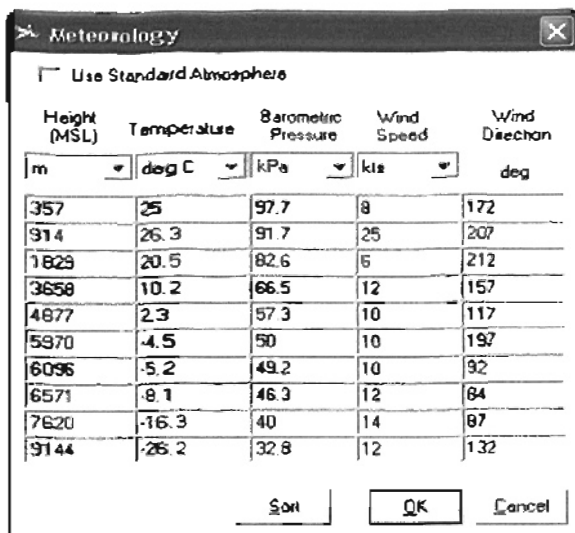 Meteorology
Use Standard Atmosphere
Height (MSL) Temperature Barometric Pressure Wind Speed Wind Direction
m deg C kPa kts deg
357 25 97.7 8 172
914 26.3 91.7 25 207
1829 20.5 82.6 6 212
3658 10.2 66.5 12 157
4877 2.3 57.3 10 117
5970 -4.5 50 10 197
6096 -5.2 49.2 10 92
6571 -8.1 46.3 12 84
7620 -16.3 40 14 87
9144 -26.2 32.8 12 132
Sort OK Cancel